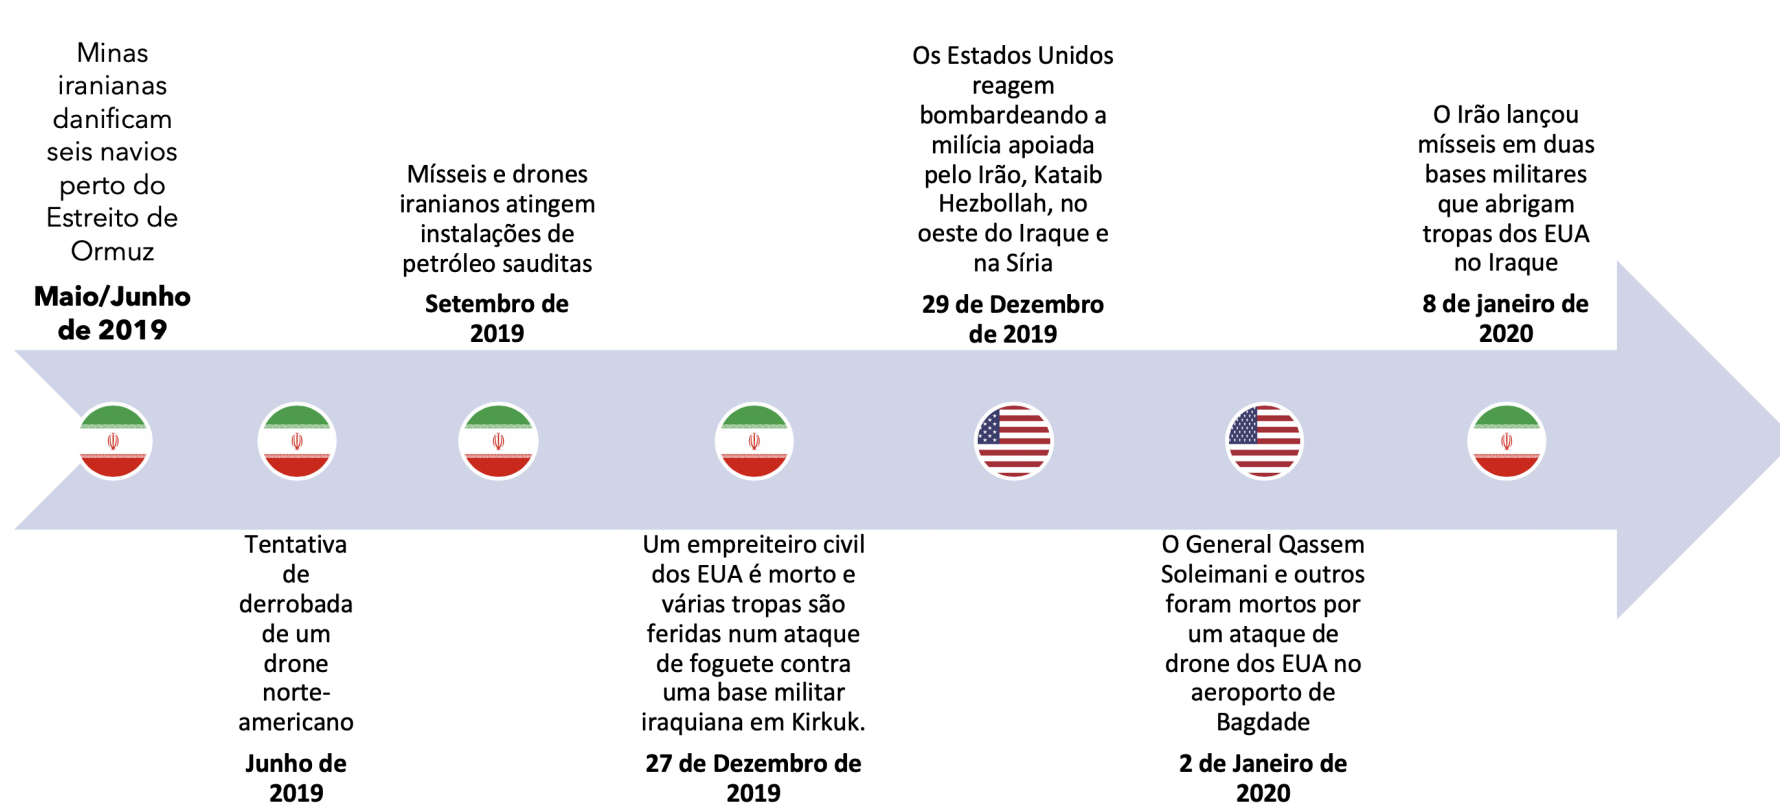 Minas
iranianas
danificam
seis navios
perto do
Estreito de
Ormuz
Maio/Junho
de 2019
Tentativa
de
derrobada
de um
drone
norte-
americano
Junho de
2019
Mísseis e drones
iranianos atingem
instalações de
petróleo sauditas
Setembro de
2019
Um empreiteiro civil
dos EUA é morto e
várias tropas são
feridas num ataque
de foguete contra
uma base militar
iraquiana em Kirkuk.
27 de Dezembro de
2019
Os Estados Unidos
reagem
bombardeando a
milícia apoiada
pelo Irão, Kataib
Hezbollah, no
oeste do Iraque e
na Síria
29 de Dezembro
de 2019
O General Qassem
Soleimani e outros
foram mortos por
um ataque de
drone dos EUA no
aeroporto de
Bagdade
2 de Janeiro de
2020
O Irão lançou
mísseis em duas
bases militares
que abrigam
tropas dos EUA
no Iraque
8 de janeiro de
2020